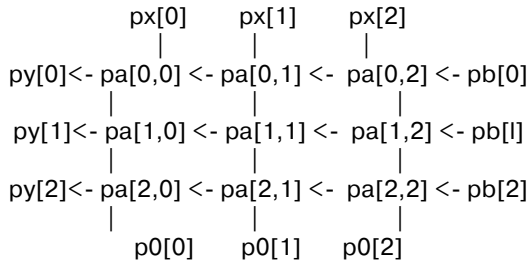 px[0] px[1] px[2]
| | |
py[0]<- pa[0,0] <- pa[0,1] <- pa[0,2] <- pb[0]
| | |
py[1]<- pa[1,0] <- pa[1,1] <- pa[1,2] <- pb[l]
| | |
py[2]<- pa[2,0] <- pa[2,1] <- pa[2,2] <- pb[2]
| | |
p0[0] p0[1] p0[2]